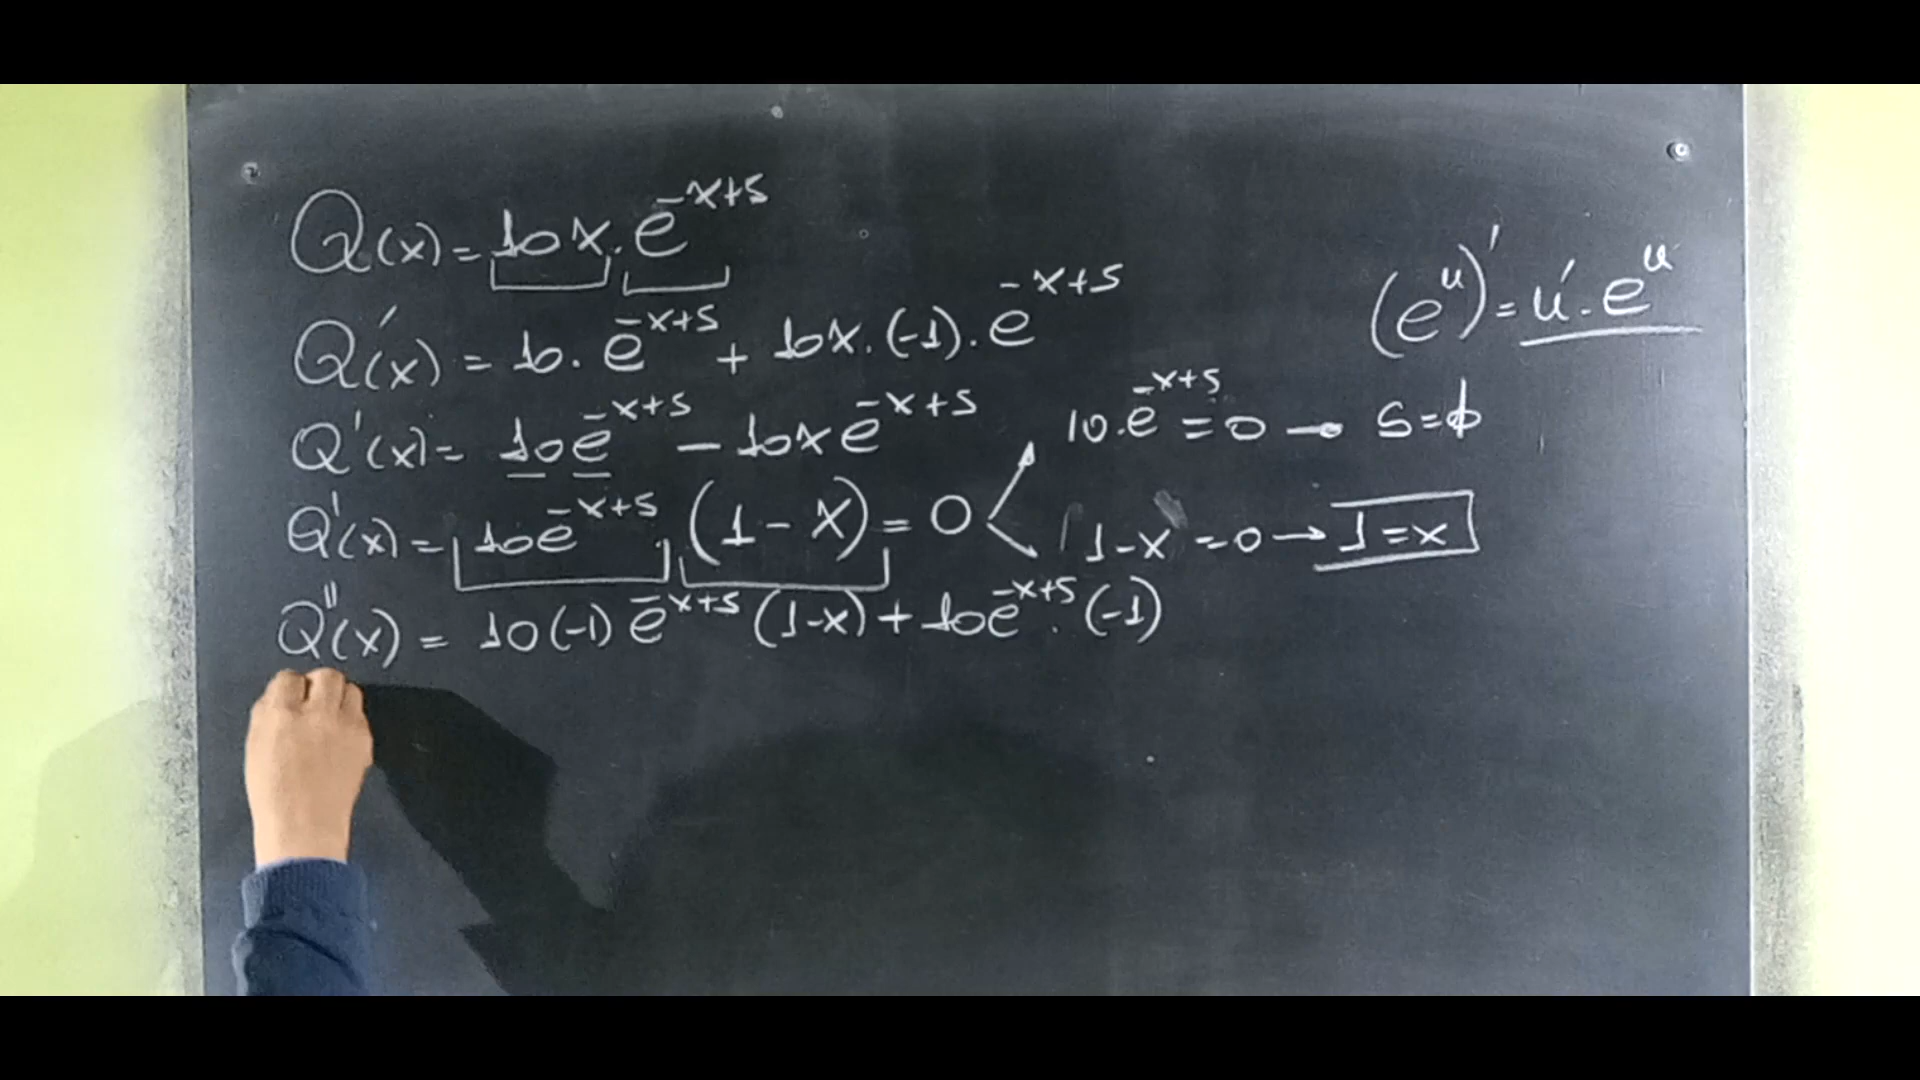 Q(x) = 10x . e^{-x+5}
Q'(x) = 10. e^{-x+5} + 10x.(-1). e^{-x+5}
(e^u)' = u'. e^u
Q'(x) = 10e^{-x+5} - 10xe^{-x+5}
10.e^{-x+5} = 0 → S=ϕ
Q'(x) = 10e^{-x+5} . (1-x) = 0
1-x = 0 → 1=x
Q''(x) = 10(-1) e^{-x+5} (1-x) + 10e^{-x+5} . (-1)